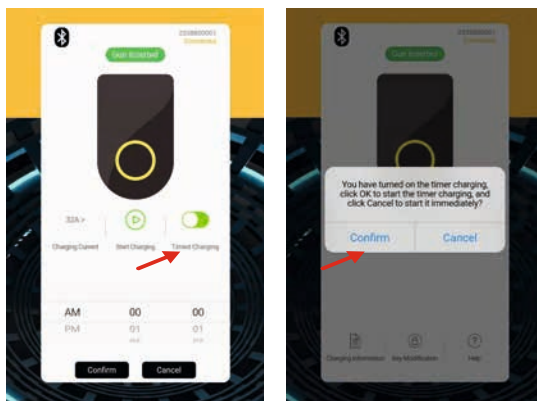 Gun Inserted
32A >
Charging Current
Start Charging
Timed Charging
AM
00
00
PM
01
01
Confirm
Cancel
Gun Inserted
You have turned on the timer charging,
click OK to start the timer charging, and
click Cancel to start it immediately?
Confirm
Cancel
Charging Information
Key Modification
Help